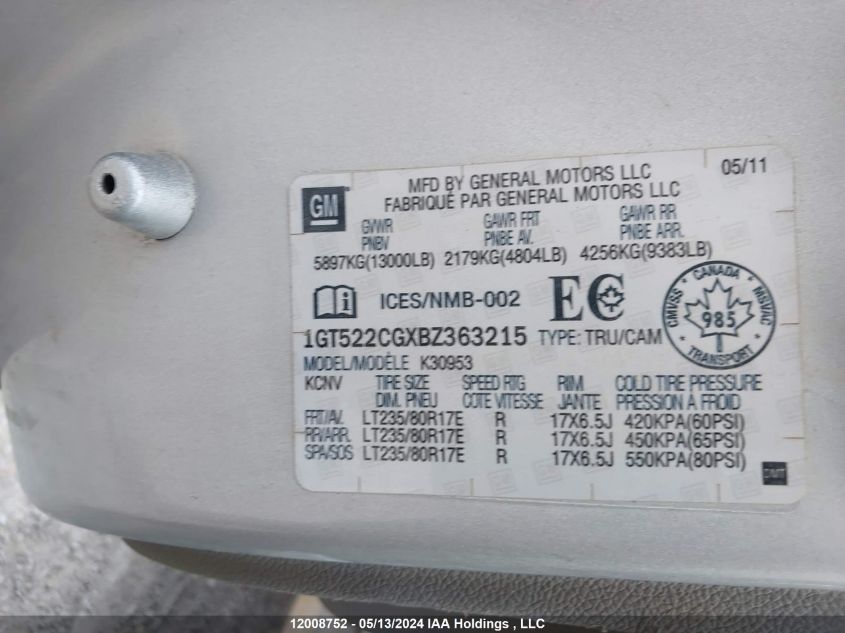 MFD BY GENERAL MOTORS LLC 05/11
FABRIQUÉ PAR GENERAL MOTORS LLC
GM
GVWR GAWR FRT GAWR RR
PNBV PNBE AV. PNBE ARR.
5897KG(13000LB) 2179KG(4804LB) 4256KG(9383LB)
ICES/NMB-002 EC
CANADA
CMVSS 985 MSVAC
TRANSPORT
1GT522CGXBZ363215 TYPE: TRU/CAM
MODEL/MODÈLE K30953
KCNV TIRE SIZE SPEED RTG RIM COLD TIRE PRESSURE
DIM. PNEU COTE VITESSE JANTE PRESSION A FROID
FRT/AV. LT235/80R17E R 17X6.5J 420KPA(60PSI)
RR/ARR. LT235/80R17E R 17X6.5J 450KPA(65PSI)
SPA/SOS LT235/80R17E R 17X6.5J 550KPA(80PSI)
DMT
12008752 - 05/13/2024 IAA Holdings , LLC